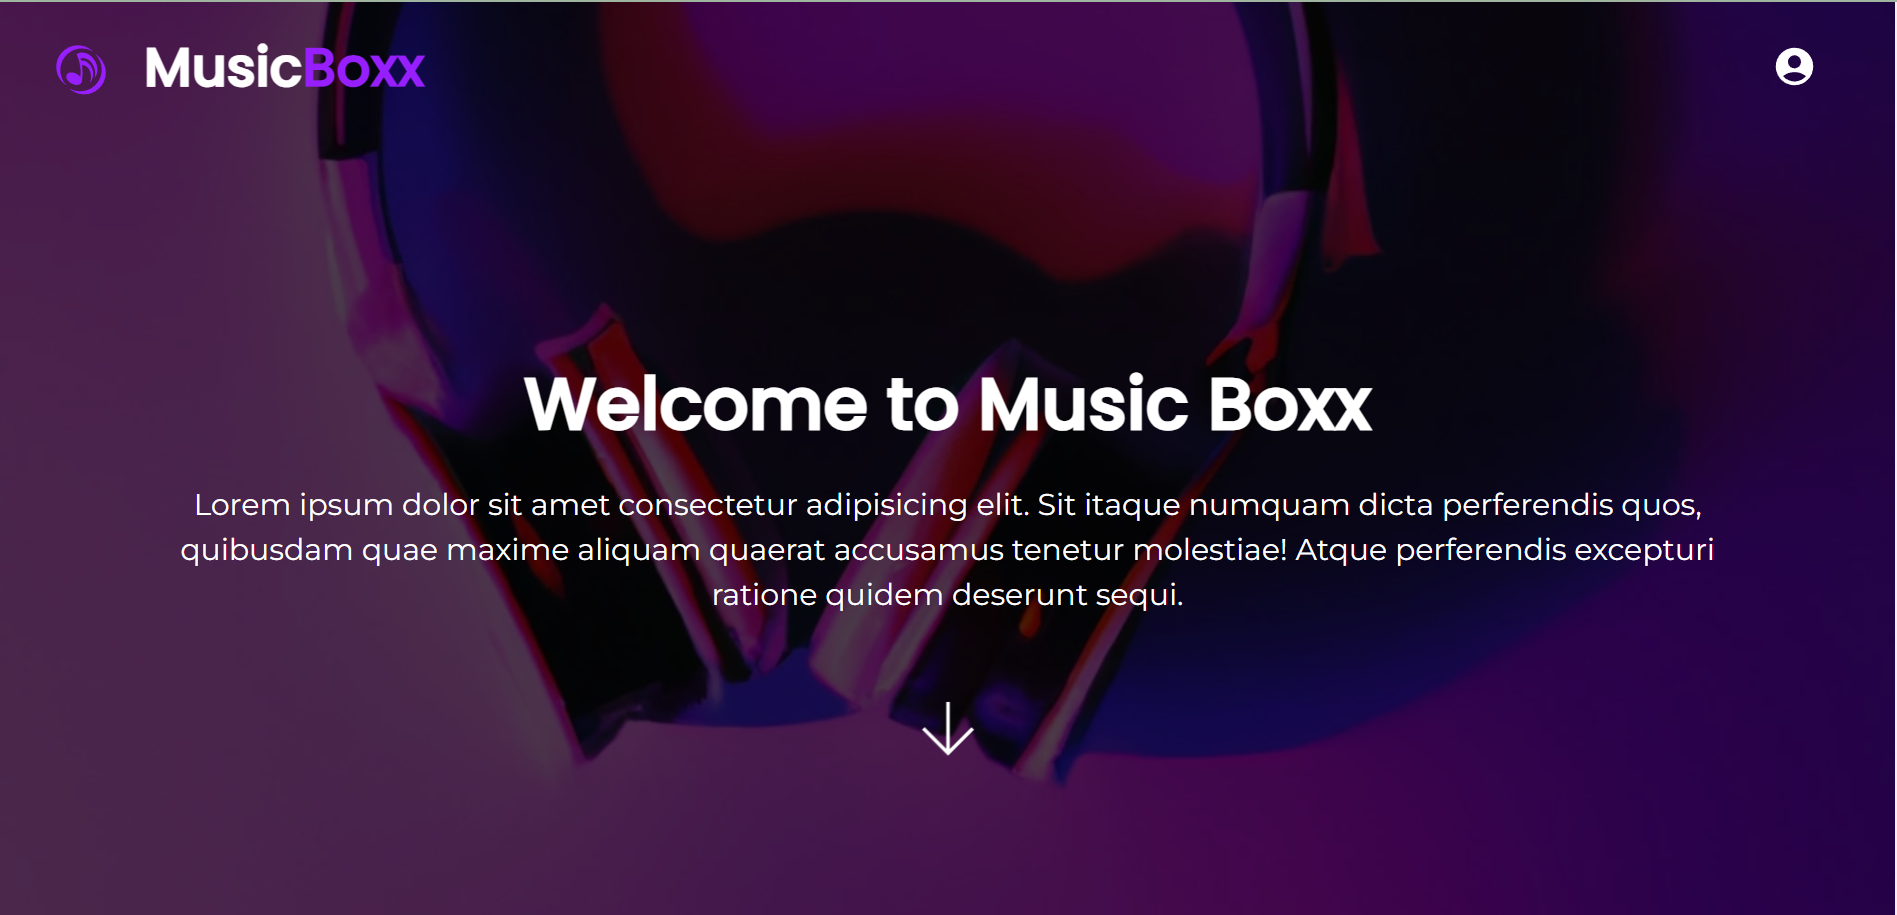 MusicBoxx
Welcome to Music Boxx
Lorem ipsum dolor sit amet consectetur adipisicing elit. Sit itaque numquam dicta perferendis quos,
quibusdam quae maxime aliquam quaerat accusamus tenetur molestiae! Atque perferendis excepturi
ratione quidem deserunt sequi.